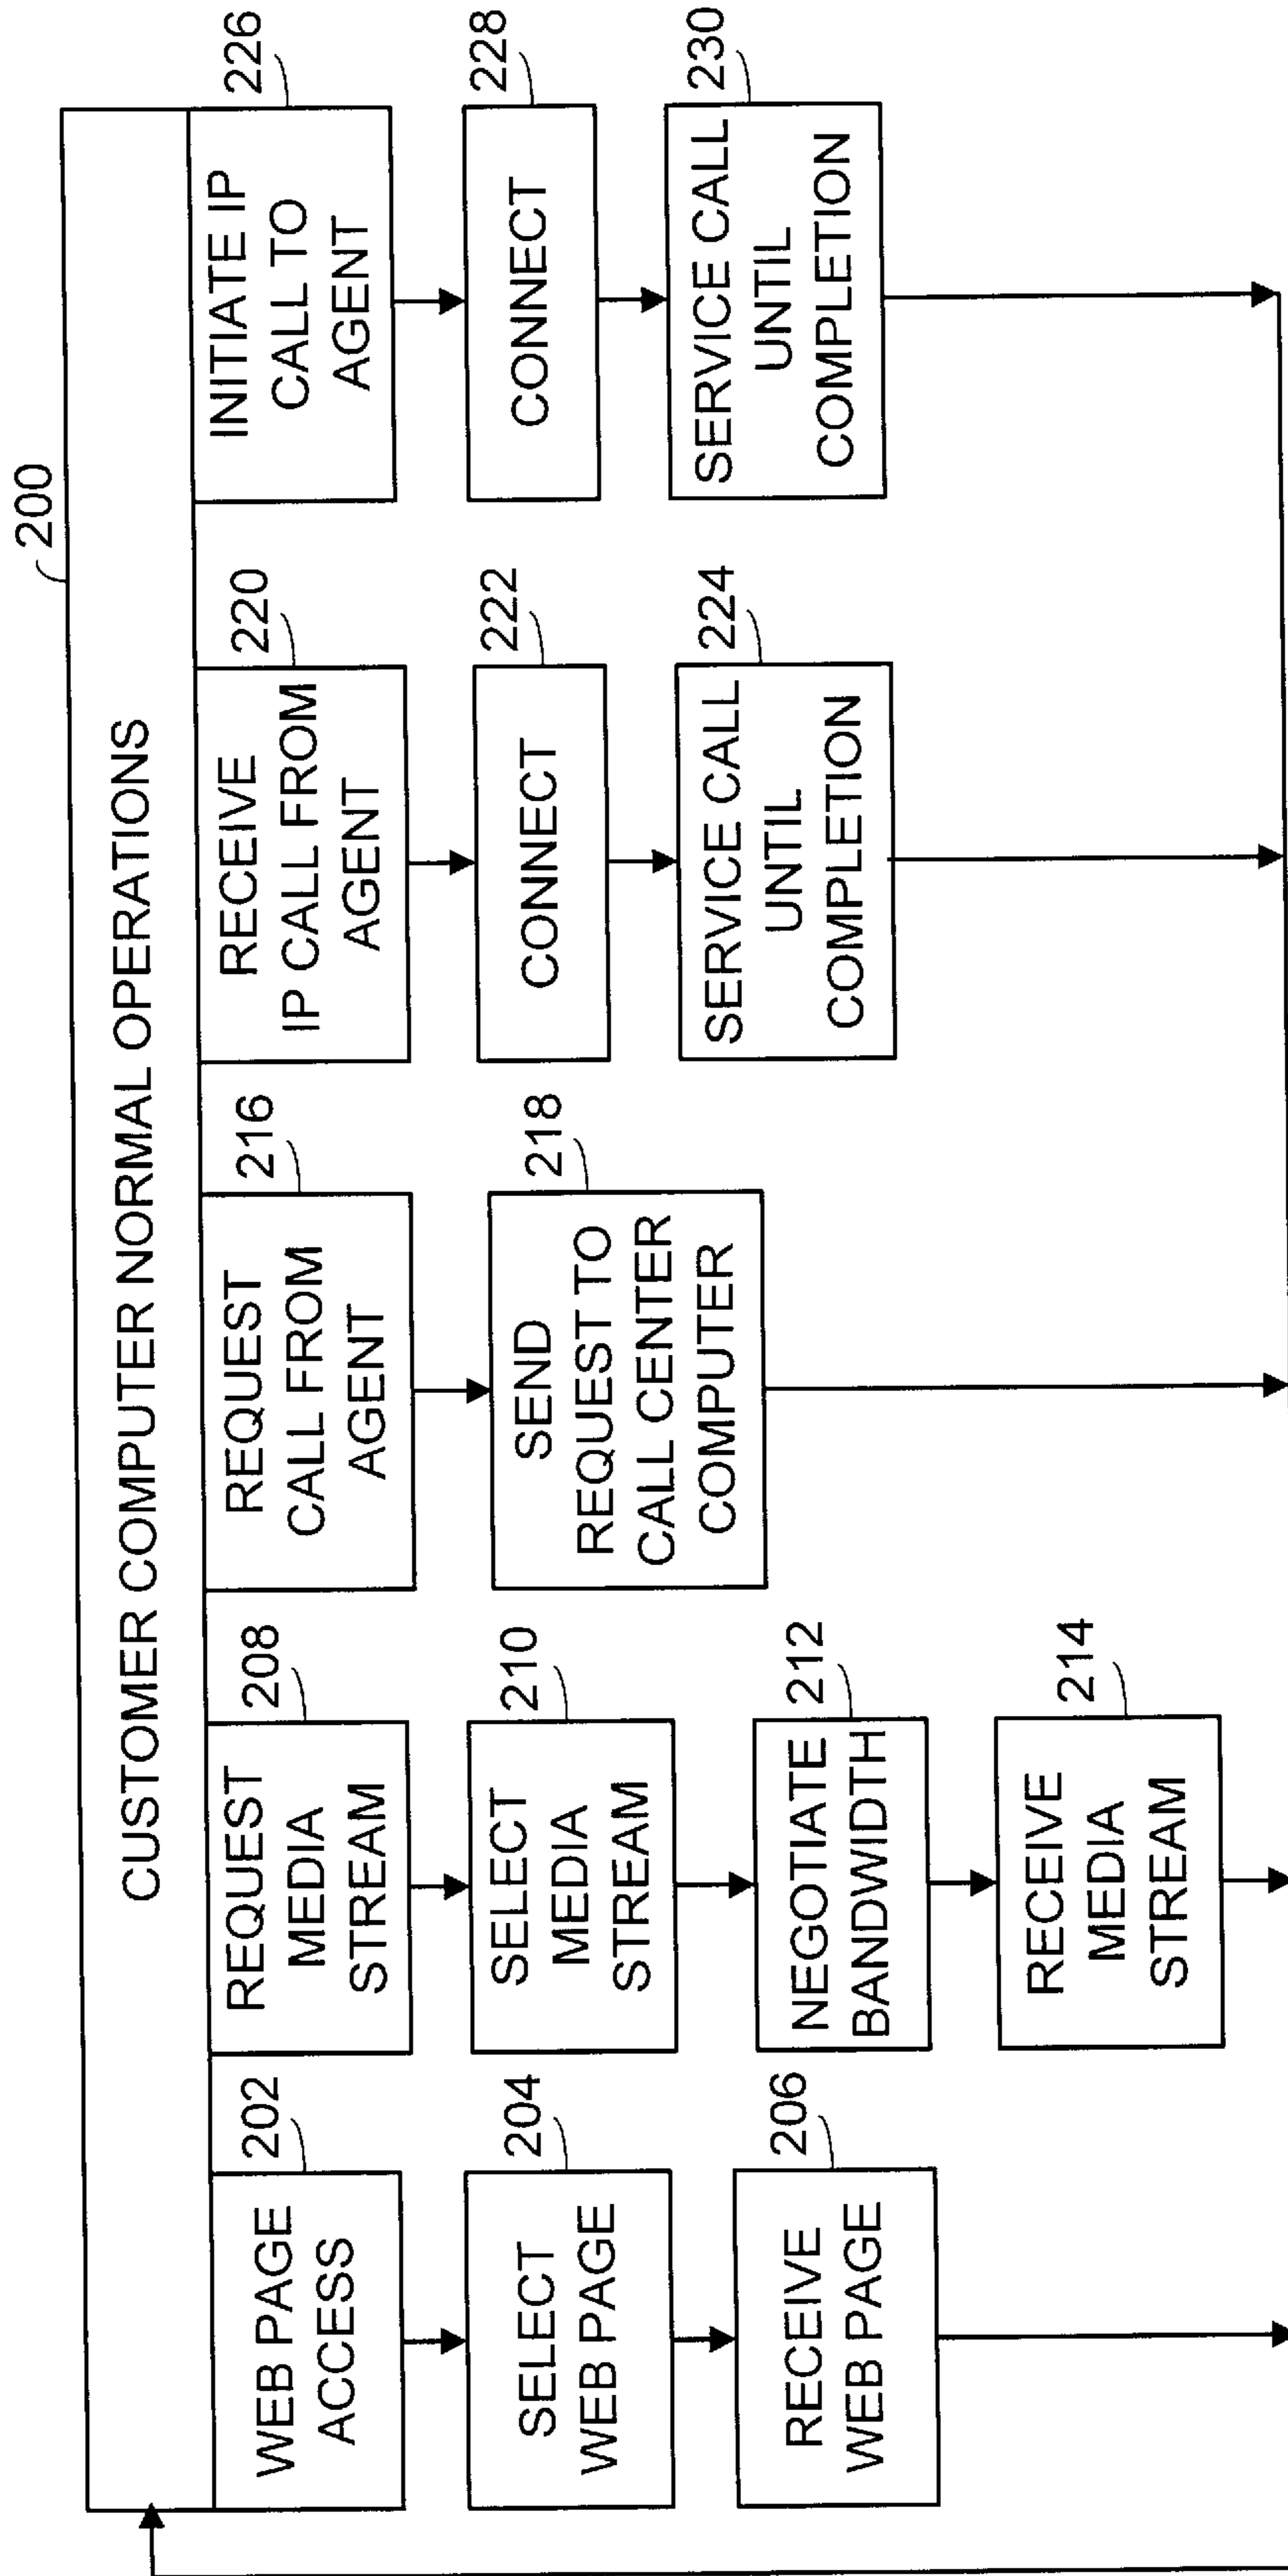 200
CUSTOMER COMPUTER NORMAL OPERATIONS
202
WEB PAGE
ACCESS
204
SELECT
WEB PAGE
206
RECEIVE
WEB PAGE
208
REQUEST
MEDIA
STREAM
210
SELECT
MEDIA
STREAM
212
NEGOTIATE
BANDWIDTH
214
RECEIVE
MEDIA
STREAM
216
REQUEST
CALL FROM
AGENT
218
SEND
REQUEST TO
CALL CENTER
COMPUTER
220
RECEIVE
IP CALL FROM
AGENT
222
CONNECT
224
SERVICE CALL
UNTIL
COMPLETION
226
INITIATE IP
CALL TO
AGENT
228
CONNECT
230
SERVICE CALL
UNTIL
COMPLETION